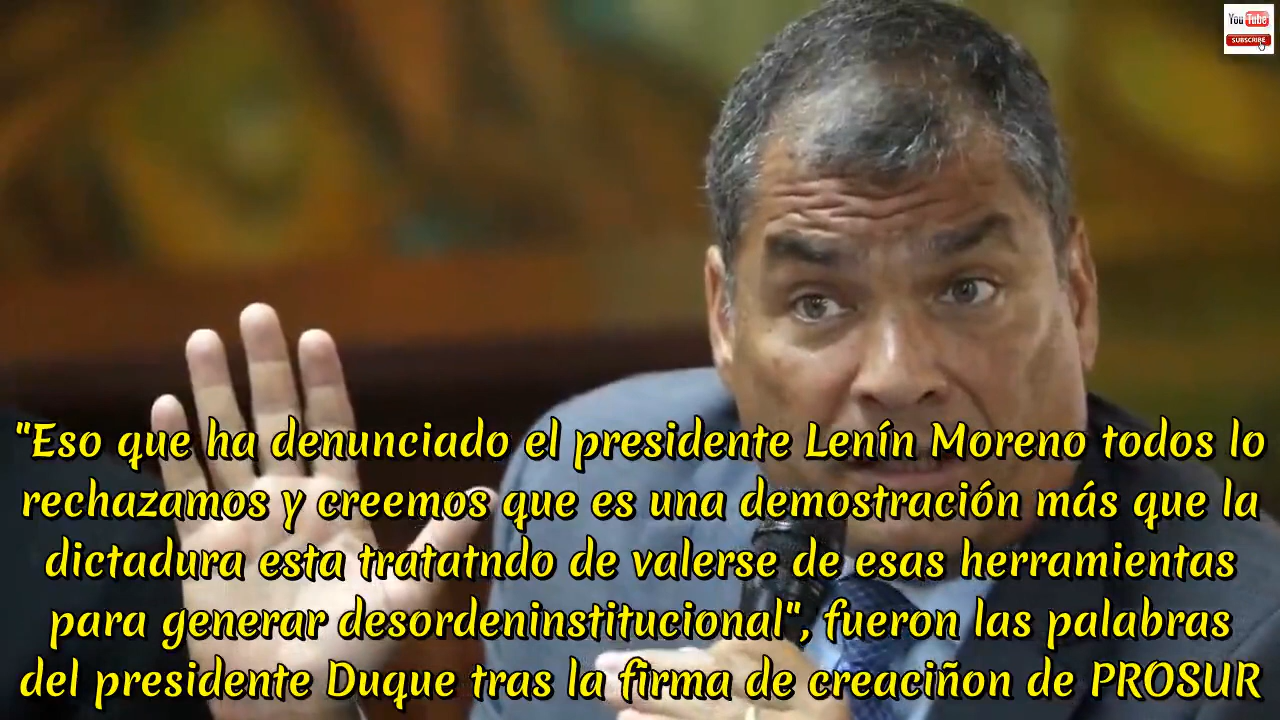 You Tube
SUBSCRIBE
"Eso que ha denunciado el presidente Lenín Moreno todos lo
rechazamos y creemos que es una demostración más que la
dictadura esta tratatndo de valerse de esas herramientas
para generar desordeninstitucional", fueron las palabras
del presidente Duque tras la firma de creaciñon de PROSUR